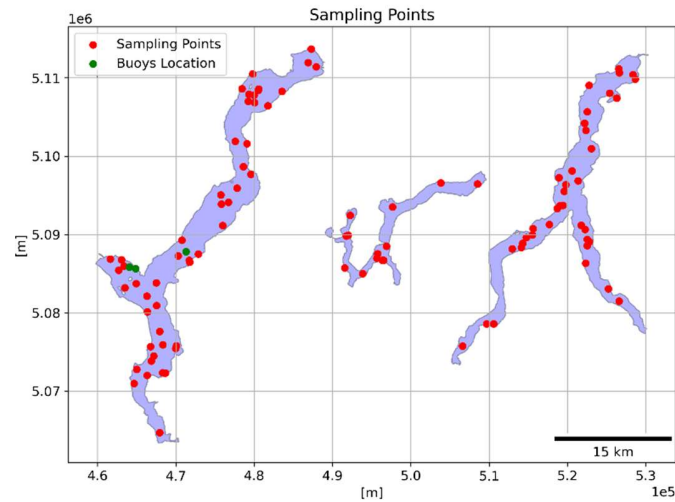 Sampling Points
1e6
Sampling Points
Buoys Location
5.11
5.10
5.09
5.08
5.07
[m]
15 km
4.6 4.7 4.8 4.9 5.0 5.1 5.2 5.3
[m] 1e5